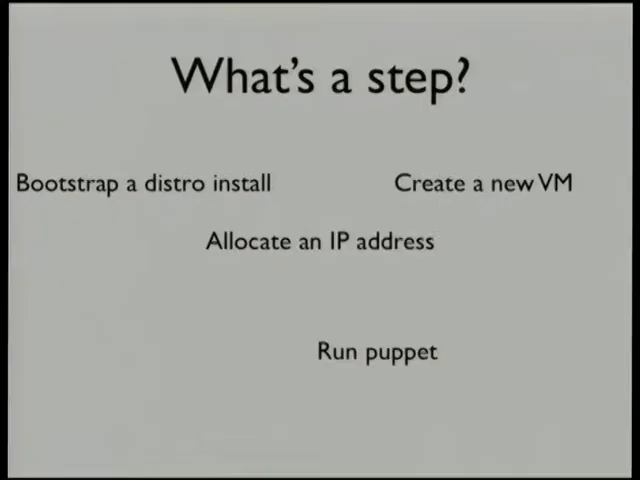 What's a step?
Bootstrap a distro install
Create a new VM
Allocate an IP address
Run puppet